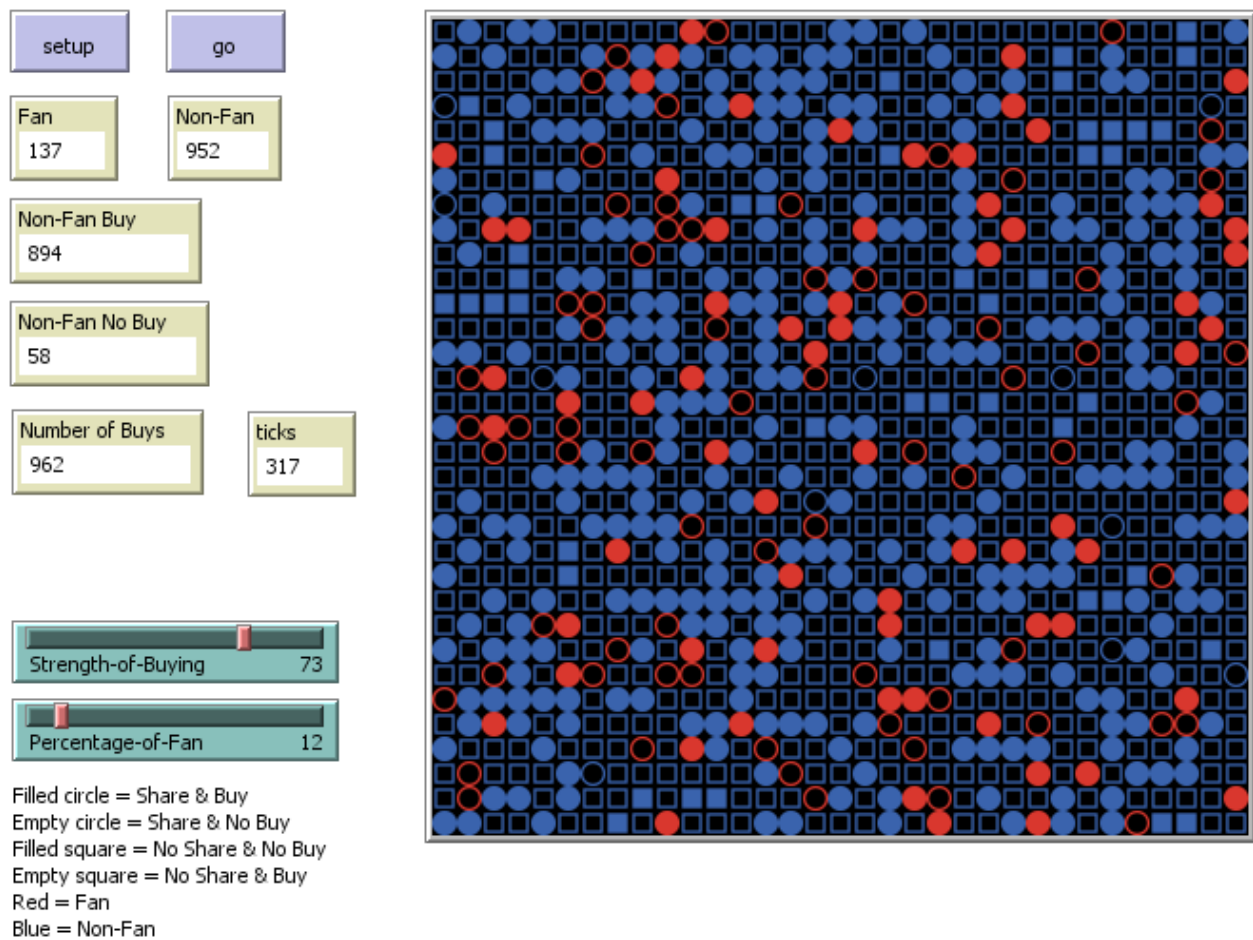 setup
go
Fan
137
Non-Fan
952
Non-Fan Buy
894
Non-Fan No Buy
58
Number of Buys
962
ticks
317
Strength-of-Buying 73
Percentage-of-Fan 12
Filled circle = Share & Buy
Empty circle = Share & No Buy
Filled square = No Share & No Buy
Empty square = No Share & Buy
Red = Fan
Blue = Non-Fan